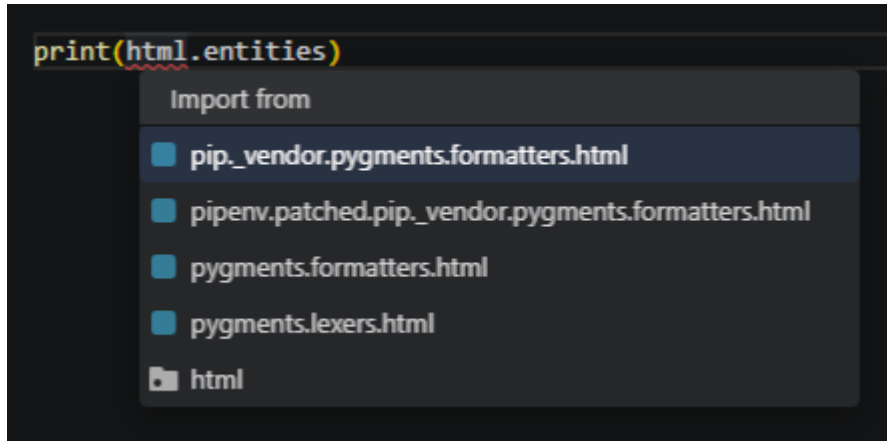 print(html.entities)
Import from
pip._vendor.pygments.formatters.html
pipenv.patched.pip._vendor.pygments.formatters.html
pygments.formatters.html
pygments.lexers.html
html